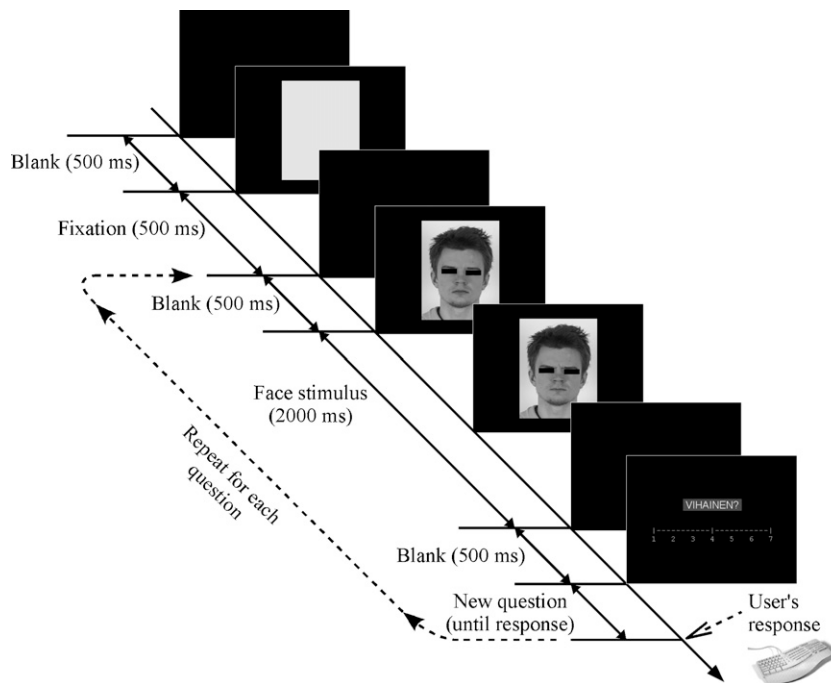 Blank (500 ms)
Fixation (500 ms)
Blank (500 ms)
Face stimulus
(2000 ms)
Repeat for each
question
VIHAINEN?
1 2 3 4 5 6 7
Blank (500 ms)
New question
(until response)
User's
response